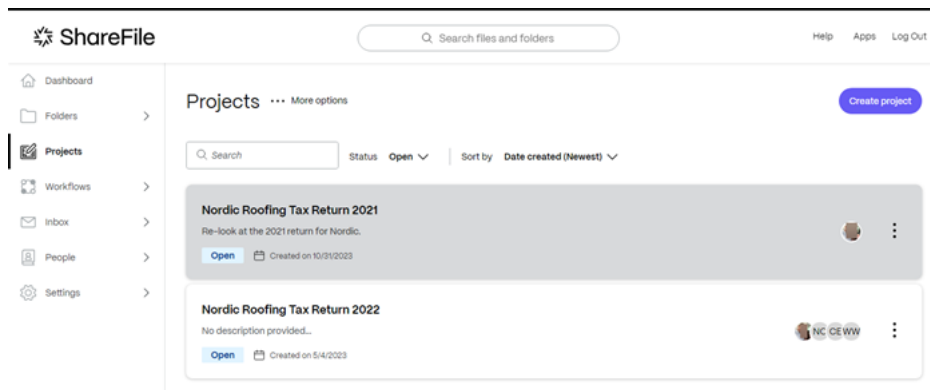 ShareFile
Search files and folders
Help Apps Log Out
Dashboard
Folders
Projects
Workflows
Inbox
People
Settings
Projects ••• More options
Create project
Search
Status Open
Sort by Date created (Newest)
Nordic Roofing Tax Return 2021
Re-look at the 2021 return for Nordic.
Open Created on 10/31/2023
Nordic Roofing Tax Return 2022
No description provided...
NC CE WW
Open Created on 5/4/2023